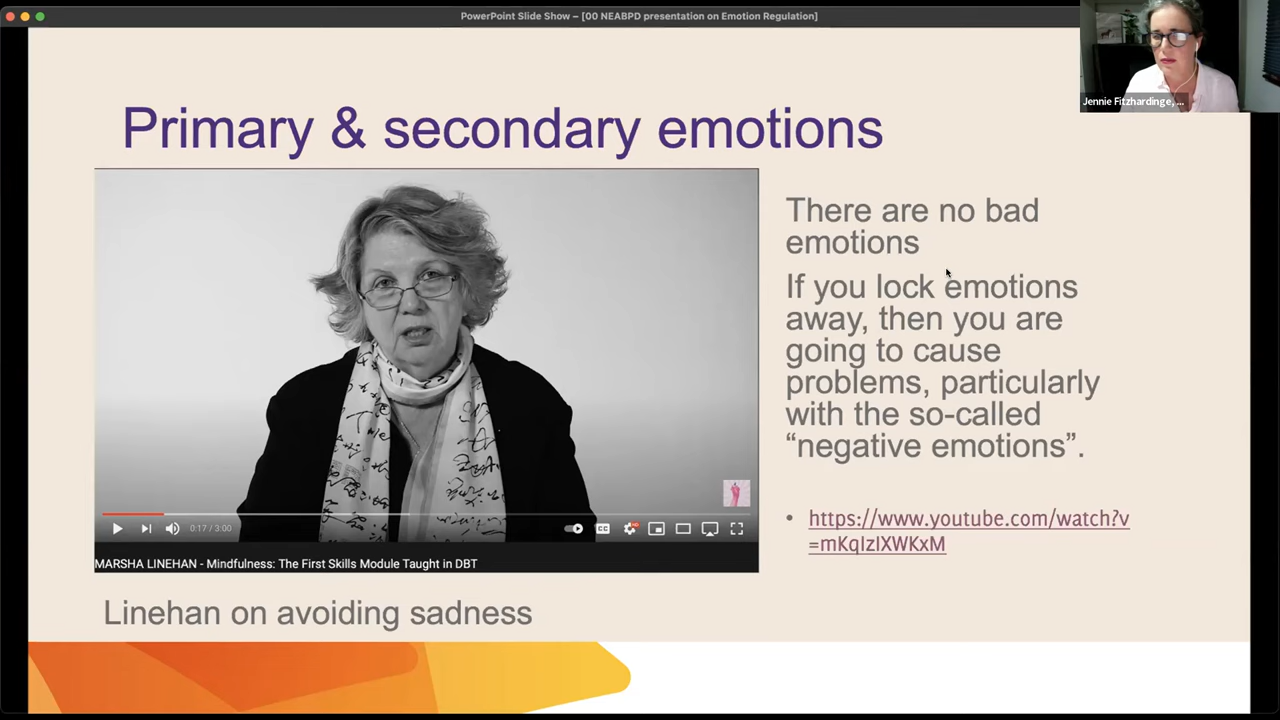 PowerPoint Slide Show – [00 NEABPD presentation on Emotion Regulation]
Jennie Fitzhardinge, ...
Primary & secondary emotions
There are no bad
emotions
If you lock emotions
away, then you are
going to cause
problems, particularly
with the so-called
“negative emotions”.
• https://www.youtube.com/watch?v
=mKqIzIXWKxM
0:17 / 3:00
CC
HD
MARSHA LINEHAN - Mindfulness: The First Skills Module Taught in DBT
Linehan on avoiding sadness